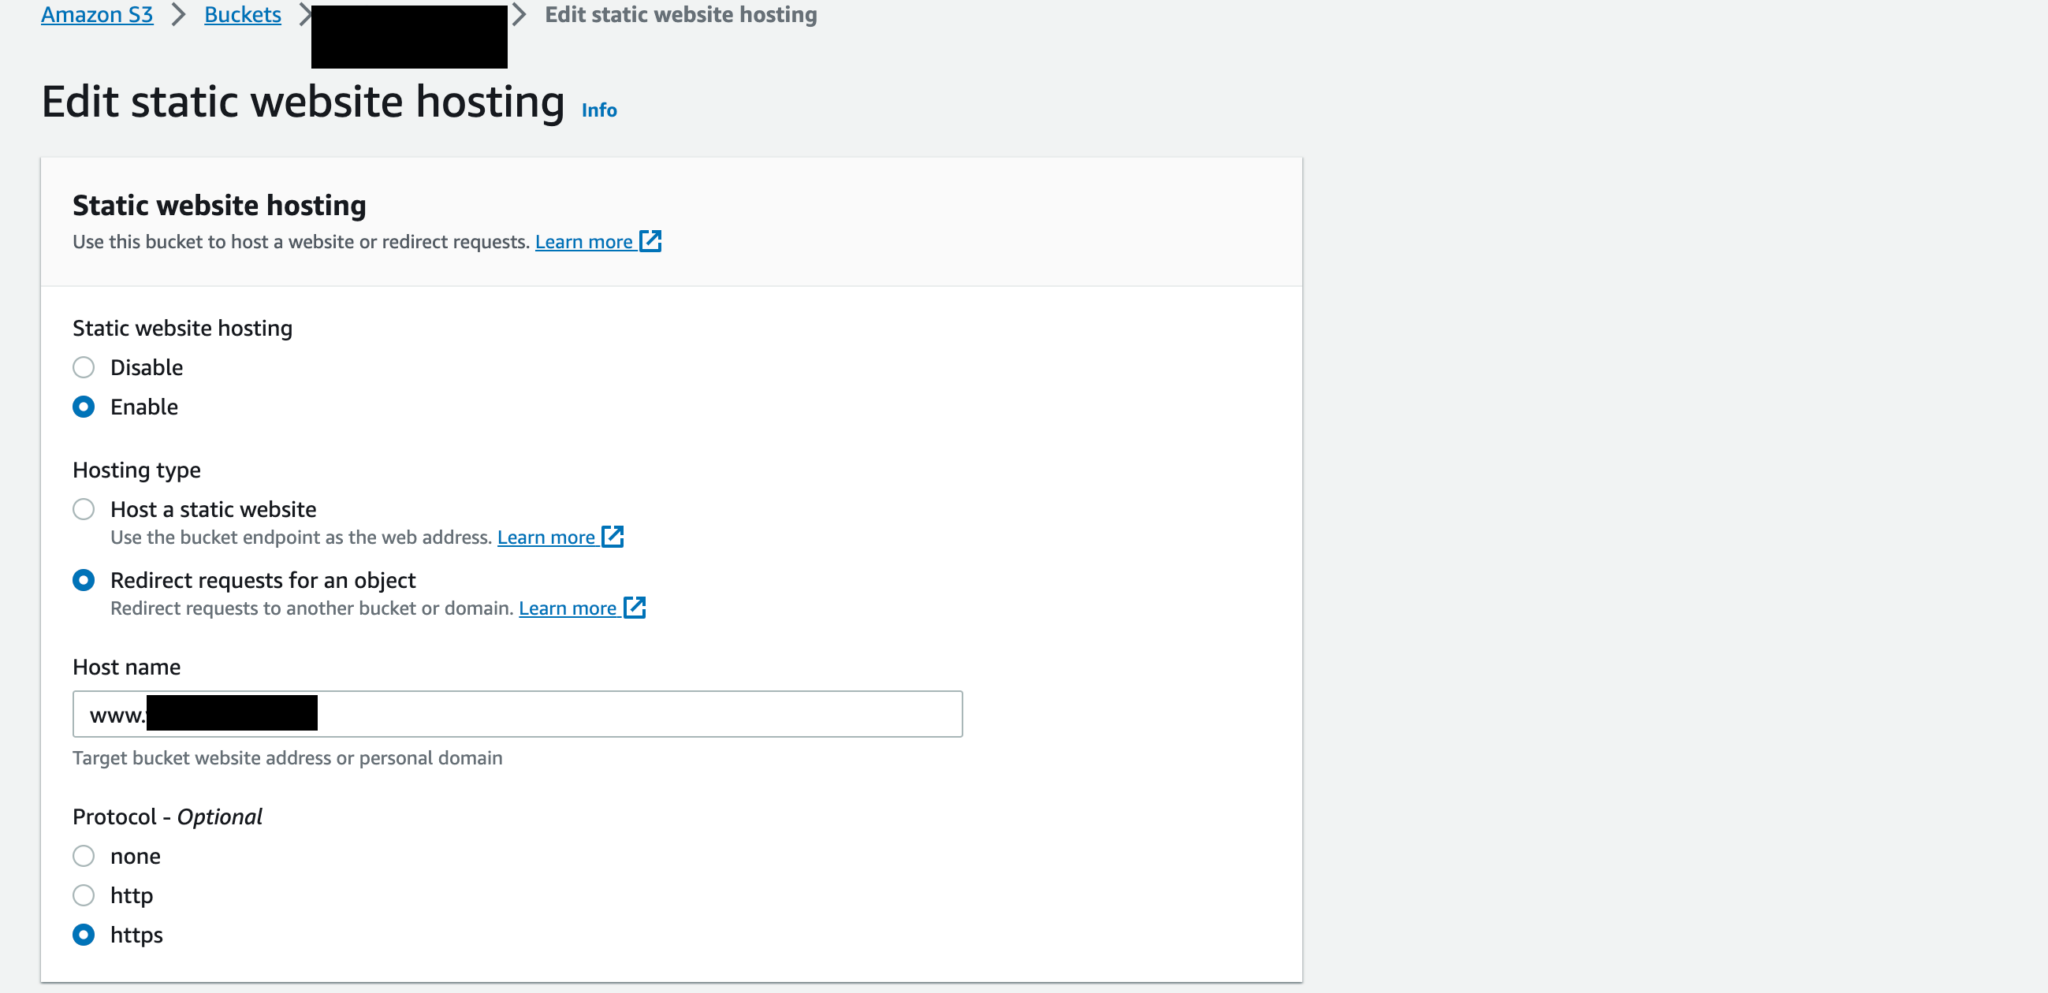 Amazon S3 > Buckets > > Edit static website hosting
Edit static website hosting Info
Static website hosting
Use this bucket to host a website or redirect requests. Learn more
Static website hosting
Disable
Enable
Hosting type
Host a static website
Use the bucket endpoint as the web address. Learn more
Redirect requests for an object
Redirect requests to another bucket or domain. Learn more
Host name
www.
Target bucket website address or personal domain
Protocol - Optional
none
http
https